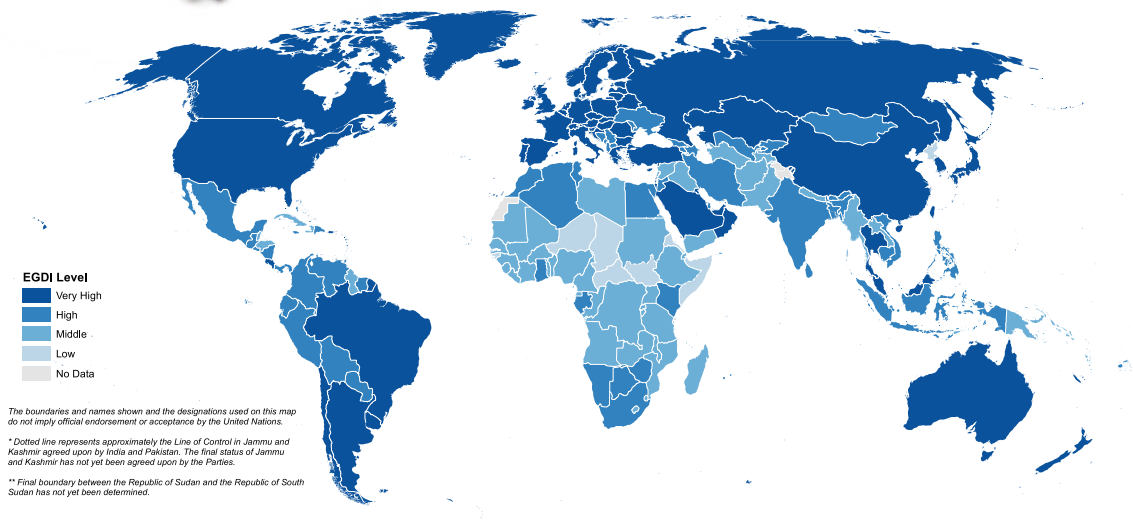 EGDI Level
Very High
High
Middle
Low
No Data
The boundaries and names shown and the designations used on this map
do not imply official endorsement or acceptance by the United Nations.
* Dotted line represents approximately the Line of Control in Jammu and
Kashmir agreed upon by India and Pakistan. The final status of Jammu
and Kashmir has not yet been agreed upon by the Parties.
** Final boundary between the Republic of Sudan and the Republic of South
Sudan has not yet been determined.